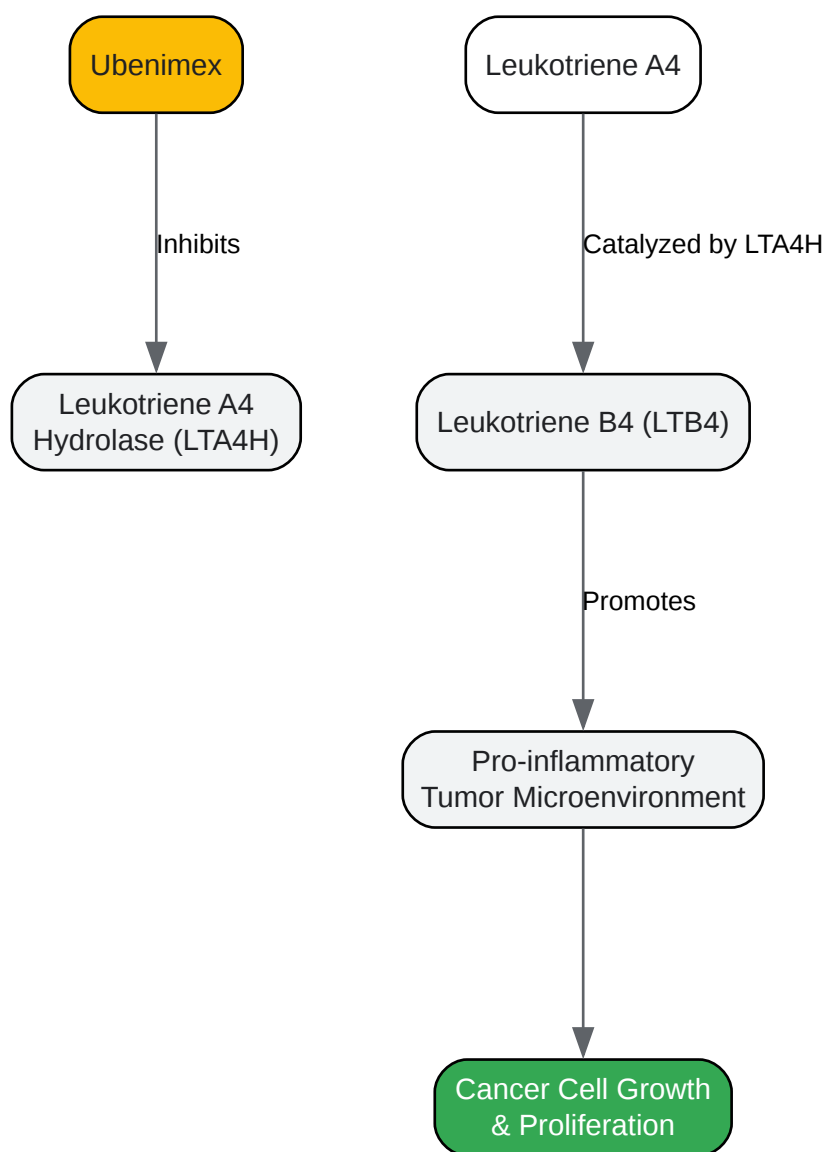 Ubenimex
Leukotriene A4
Inhibits
Catalyzed by LTA4H
Leukotriene A4
Hydrolase (LTA4H)
Leukotriene B4 (LTB4)
Promotes
Pro-inflammatory
Tumor Microenvironment
Cancer Cell Growth
& Proliferation